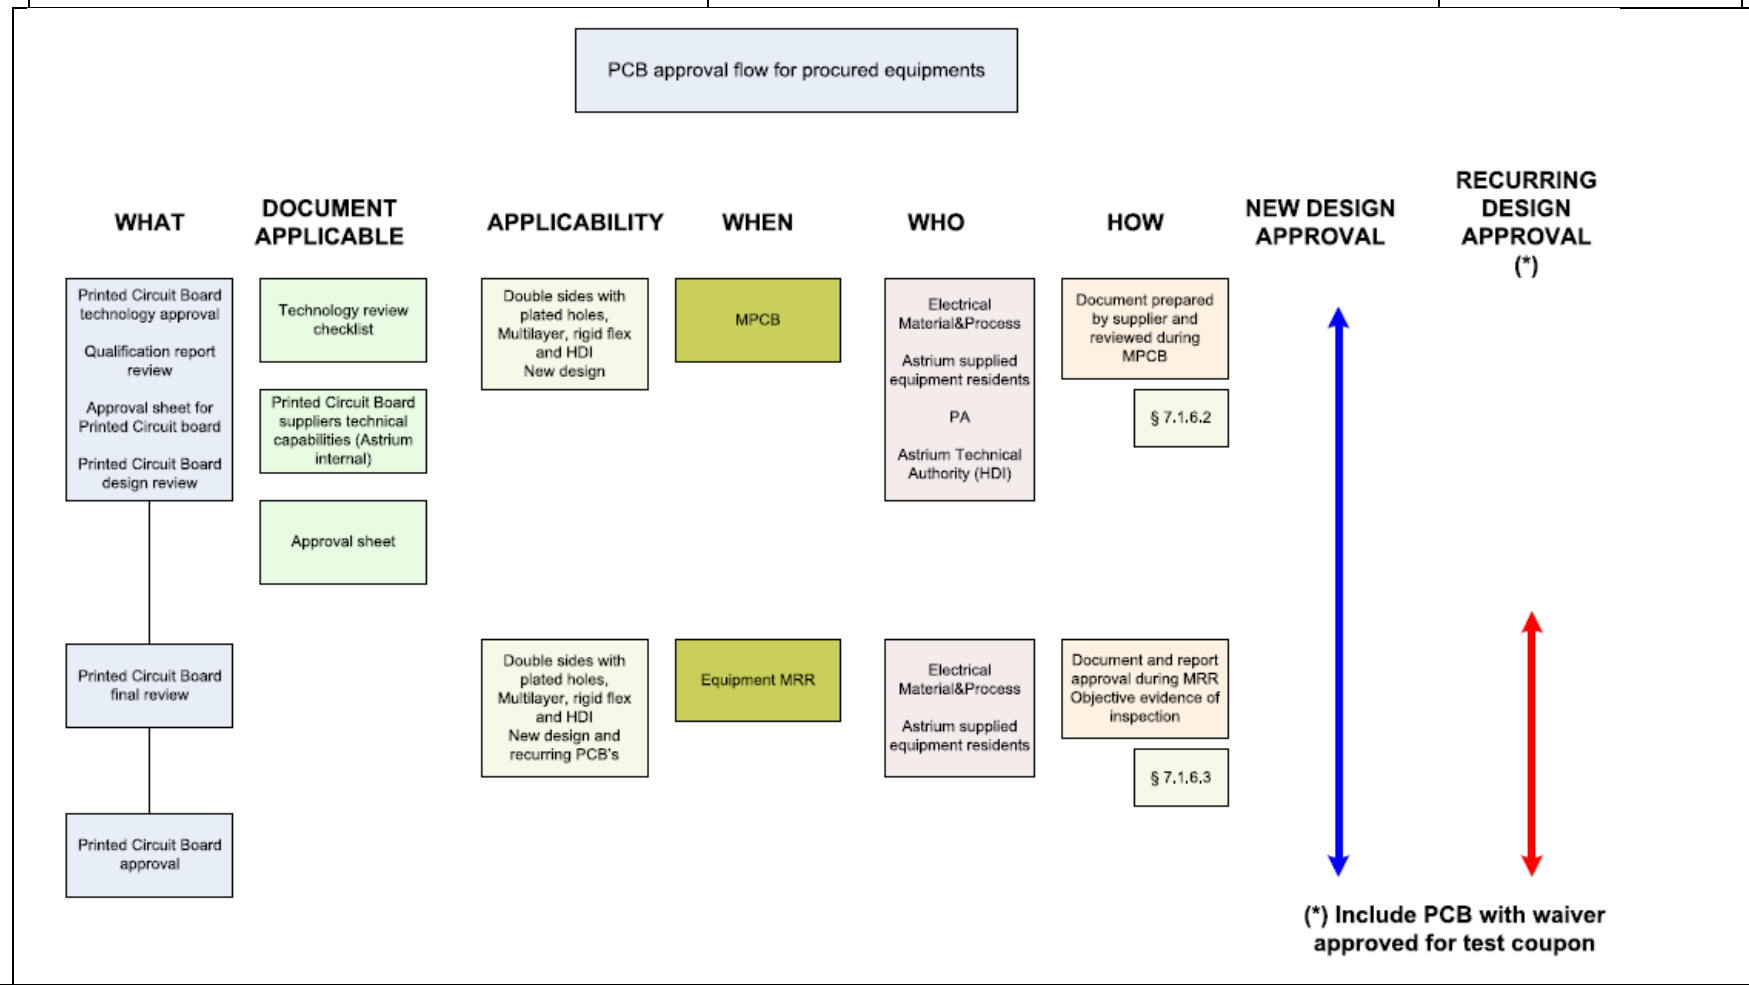 PCB approval flow for procured equipments
WHAT
DOCUMENT
APPLICABLE
APPLICABILITY
WHEN
WHO
HOW
NEW DESIGN
APPROVAL
RECURRING
DESIGN
APPROVAL
(*)
Printed Circuit Board
technology approval
Qualification report
review
Approval sheet for
Printed Circuit board
Printed Circuit Board
design review
Technology review
checklist
Printed Circuit Board
suppliers technical
capabilities (Astrium
internal)
Approval sheet
Double sides with
plated holes,
Multilayer, rigid flex
and HDI
New design
MPCB
Electrical
Material&Process
Astrium supplied
equipment residents
PA
Astrium Technical
Authority (HDI)
Document prepared
by supplier and
reviewed during
MPCB
§ 7.1.6.2
Printed Circuit Board
final review
Double sides with
plated holes,
Multilayer, rigid flex
and HDI
New design and
recurring PCB's
Equipment MRR
Electrical
Material&Process
Astrium supplied
equipment residents
Document and report
approval during MRR
Objective evidence of
inspection
§ 7.1.6.3
Printed Circuit Board
approval
(*) Include PCB with waiver
approved for test coupon